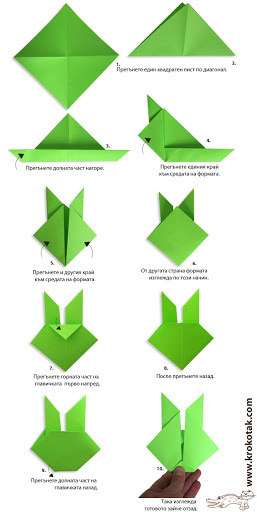 1.
2.
Прегънете един квадратен лист по диагонал.
3.
Прегънете долната част нагоре.
4.
Прегънете единия край
към средата на формата.
5.
Прегънете и другия край
към средата на формата.
6.
От другата страна формата
изглежда по този начин.
7.
Прегънете горната част на
главичката първо напред.
8.
После прегънете назад.
9.
Прегънете долната част на
главичката назад.
10.
Така изглежда
готовото зайче отзад.
www.krokotak.com